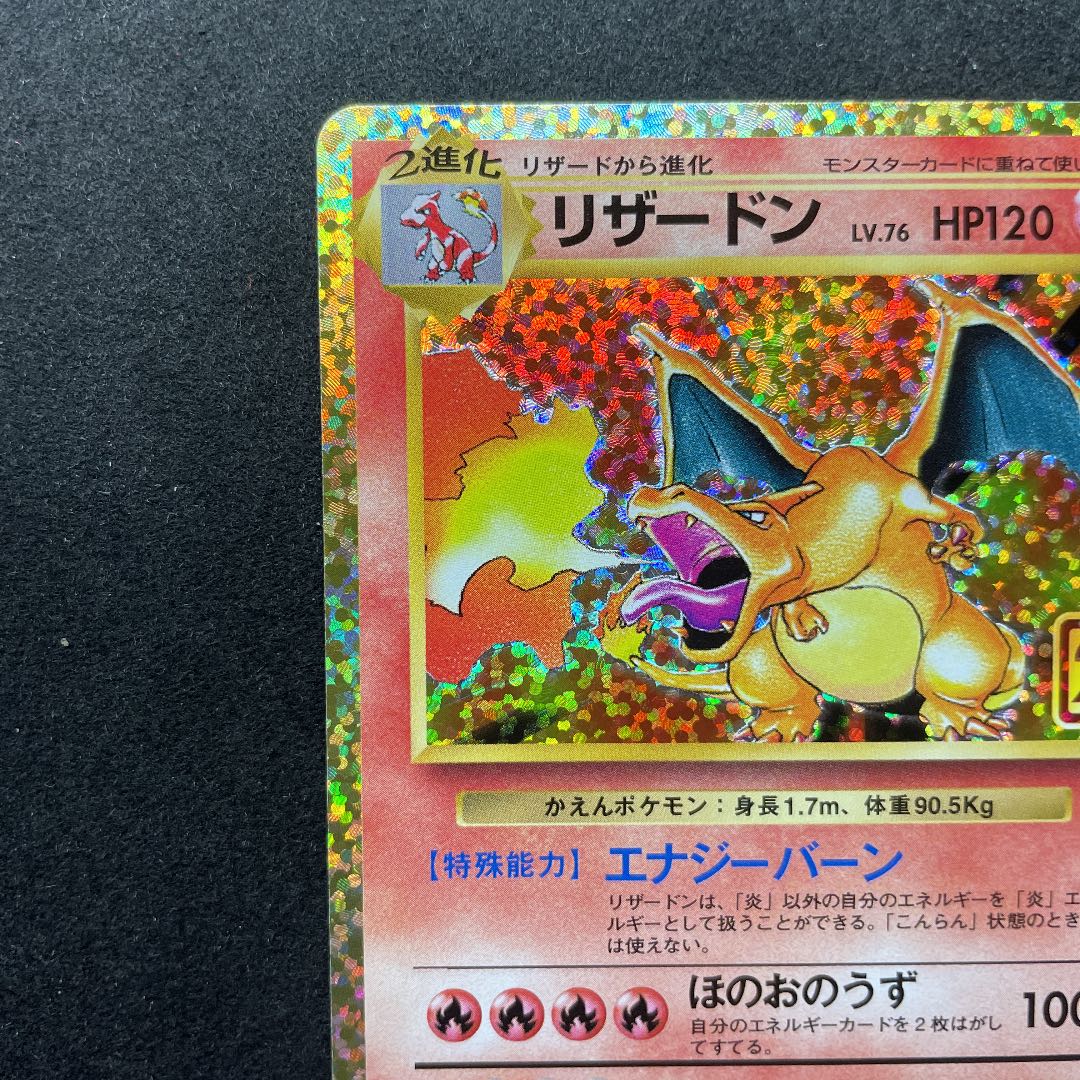 2進化 リザードから進化 モンスターカードに重ねて使い
リザードン LV.76 HP120
かえんポケモン：身長1.7m、体重90.5Kg
【特殊能力】 エナジーバーン
リザードンは、「炎」以外の自分のエネルギーを「炎」エ
ルギーとして扱うことができる。「こんらん」状態のとき
は使えない。
ほのおのうず 100
自分のエネルギーカードを２枚はがし
てすてる。